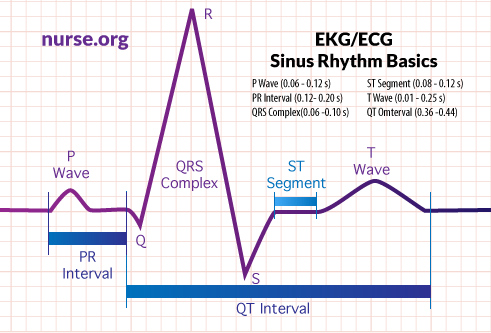 nurse.org
EKG/ECG
Sinus Rhythm Basics
P Wave (0.06 - 0.12 s)
PR Interval (0.12- 0.20 s)
QRS Complex(0.06 -0.10 s)
ST Segment (0.08 - 0.12 s)
T Wave (0.01 - 0.25 s)
QT Omterval (0.36 -0.44)
R
P
Wave
QRS
Complex
ST
Segment
T
Wave
Q
PR
Interval
S
QT Interval